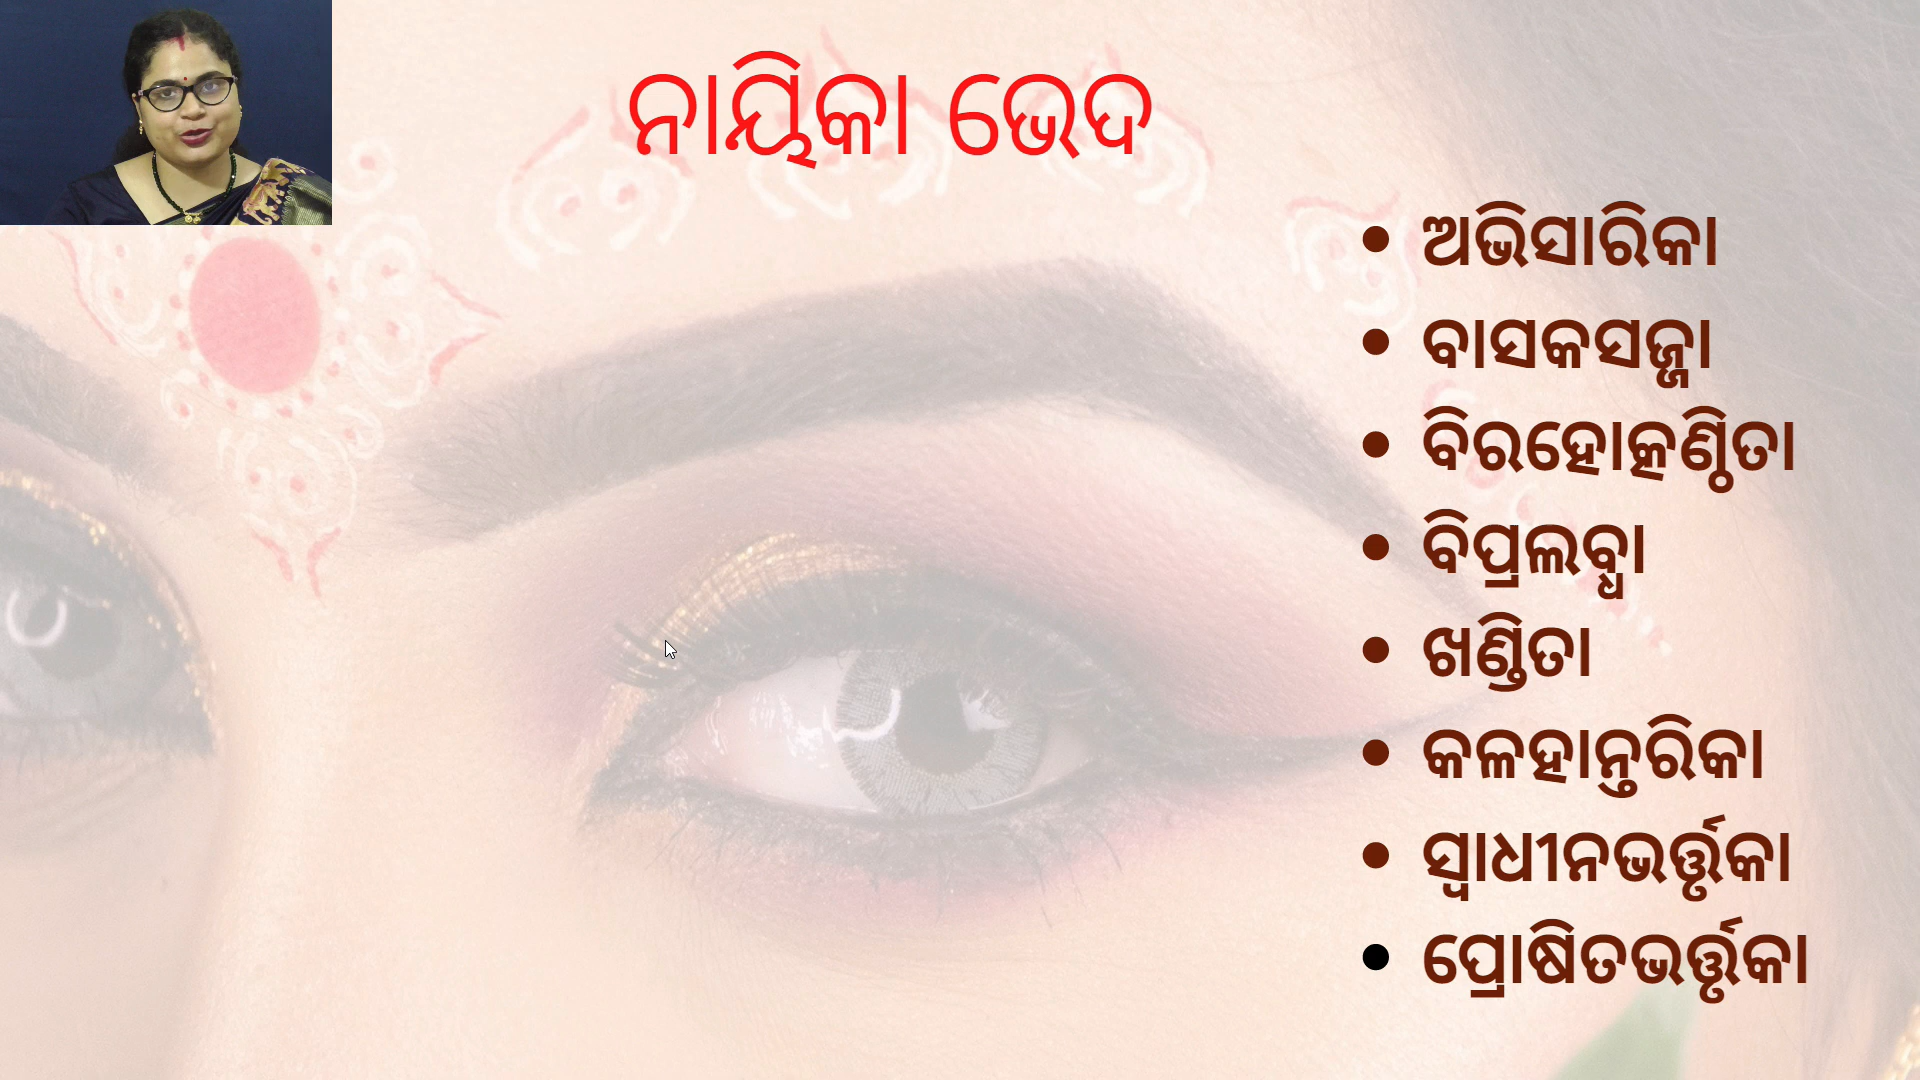 ନାୟିକା ଭେଦ
• ଅଭିସାରିକା
• ବାସକସଜ୍ଜା
• ବିରହୋତ୍କଣ୍ଠିତା
• ବିପ୍ରଲବ୍ଧା
• ଖଣ୍ଡିତା
• କଳହାନ୍ତରିକା
• ସ୍ୱାଧୀନଭର୍ତ୍ତୃକା
• ପ୍ରୋଷିତଭର୍ତ୍ତୃକା